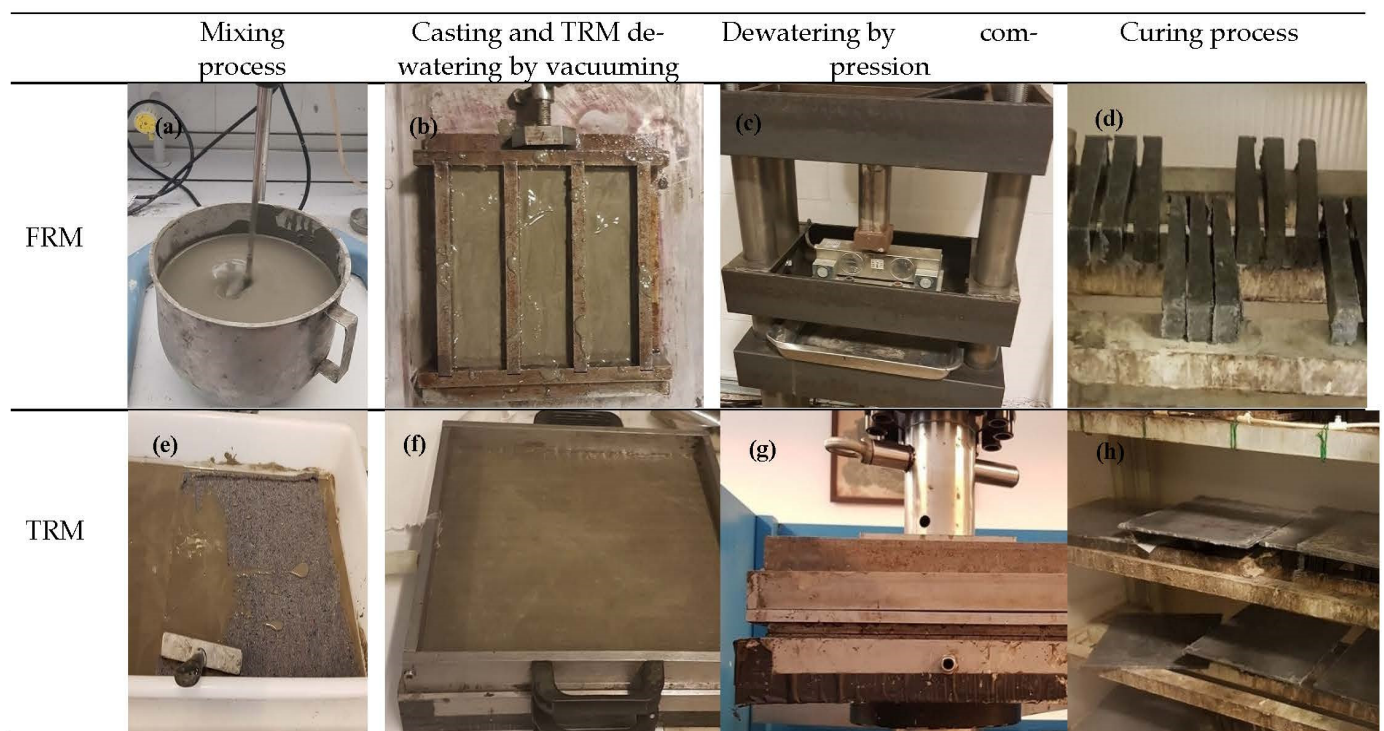 Mixing process
Casting and TRM de-
watering by vacuuming
Dewatering by com-
pression
Curing process
FRM
(a)
(b)
(c)
(d)
TRM
(e)
(f)
(g)
(h)